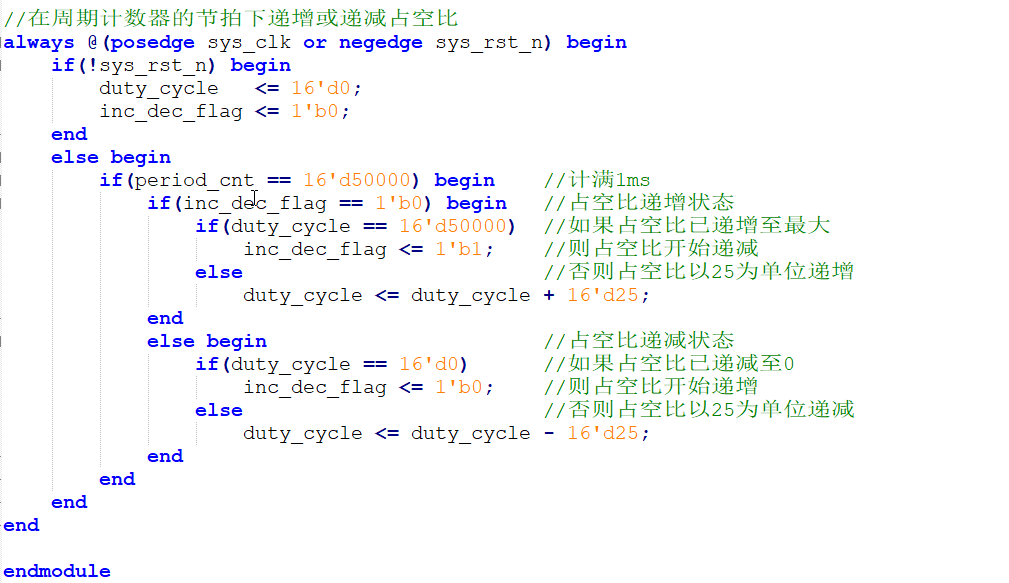 //在周期计数器的节拍下递增或递减占空比
always @(posedge sys_clk or negedge sys_rst_n) begin
    if(!sys_rst_n) begin
        duty_cycle   <= 16'd0;
        inc_dec_flag <= 1'b0;
    end
    else begin
        if(period_cnt == 16'd50000) begin    //计满1ms
            if(inc_dec_flag == 1'b0) begin   //占空比递增状态
                if(duty_cycle == 16'd50000)  //如果占空比已递增至最大
                    inc_dec_flag <= 1'b1;    //则占空比开始递减
                else                         //否则占空比以25为单位递增
                    duty_cycle <= duty_cycle + 16'd25;
            end
            else begin                       //占空比递减状态
                if(duty_cycle == 16'd0)      //如果占空比已递减至0
                    inc_dec_flag <= 1'b0;    //则占空比开始递增
                else                         //否则占空比以25为单位递减
                    duty_cycle <= duty_cycle - 16'd25;
            end
        end
    end
end
endmodule